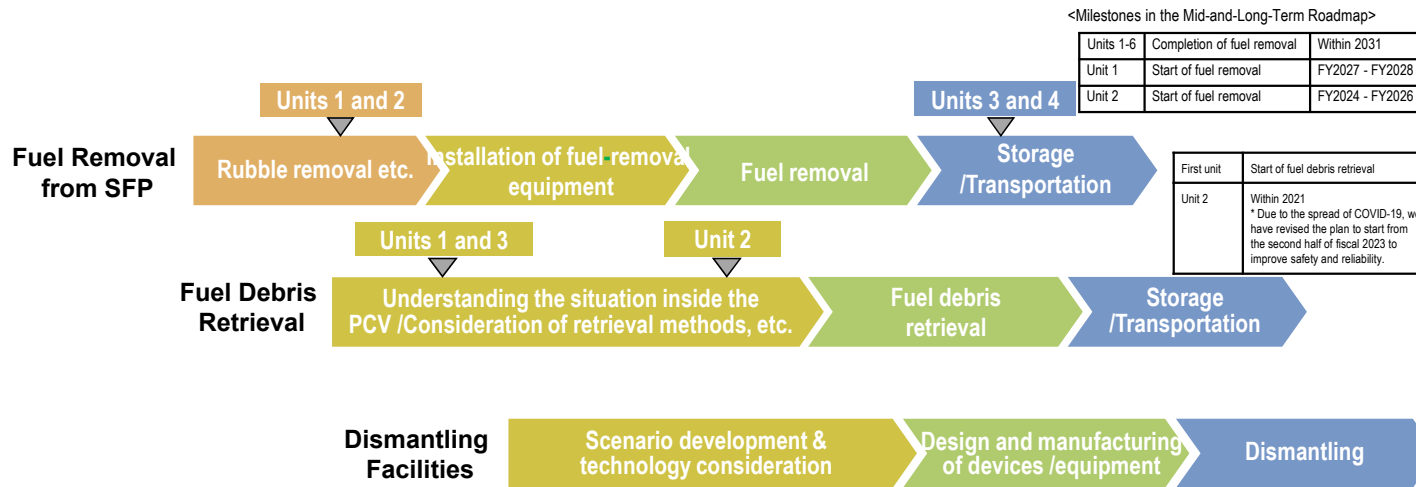 <Milestones in the Mid-and-Long-Term Roadmap>
Units 1-6 Completion of fuel removal Within 2031
Unit 1 Start of fuel removal FY2027 - FY2028
Unit 2 Start of fuel removal FY2024 - FY2026
Units 1 and 2
Units 3 and 4
Fuel Removal
from SFP
Rubble removal etc.
Installation of fuel-removal
equipment
Fuel removal
Storage
/Transportation
First unit Start of fuel debris retrieval
Unit 2 Within 2021
* Due to the spread of COVID-19, we
have revised the plan to start from
the second half of fiscal 2023 to
improve safety and reliability.
Units 1 and 3
Unit 2
Fuel Debris
Retrieval
Understanding the situation inside the
PCV /Consideration of retrieval methods, etc.
Fuel debris
retrieval
Storage
/Transportation
Dismantling
Facilities
Scenario development &
technology consideration
Design and manufacturing
of devices /equipment
Dismantling